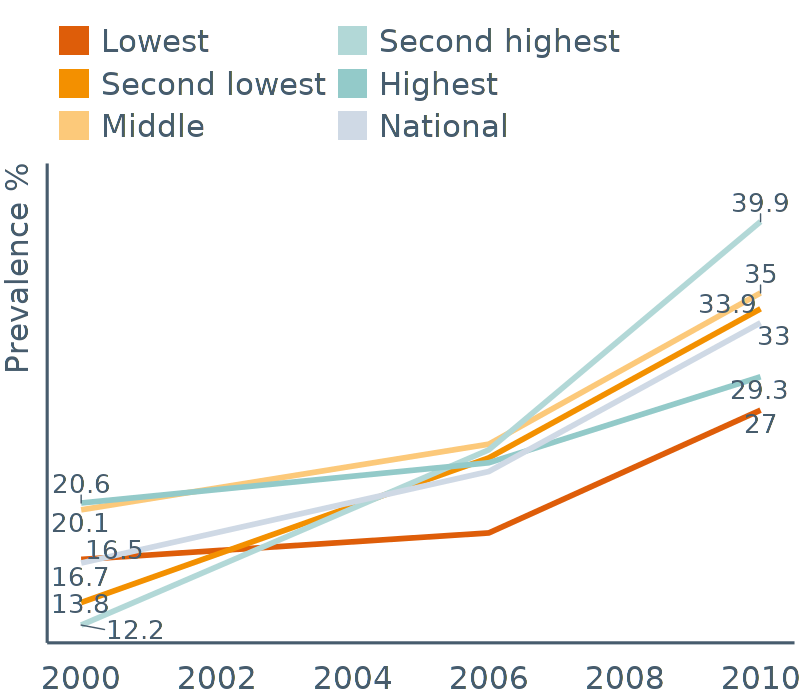 Lowest
Second highest
Second lowest
Highest
Middle
National
Prevalence %
39.9
35
33.9
33
29.3
27
20.6
20.1
16.5
16.7
13.8
12.2
2000 2002 2004 2006 2008 2010